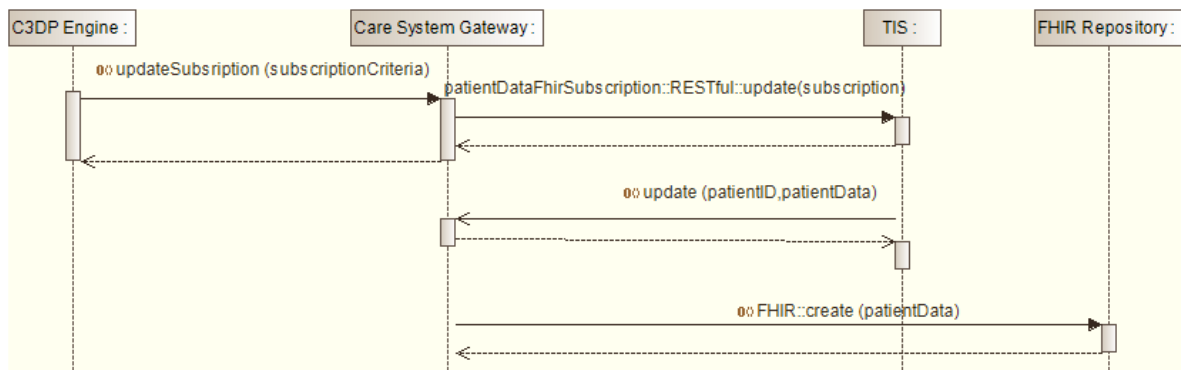 C3DP Engine :
Care System Gateway :
TIS :
FHIR Repository :
updateSubsription (subscriptionCriteria)
patientDataFhirSubscription::RESTful::update(subscription)
update (patientID,patientData)
FHIR::create (patientData)